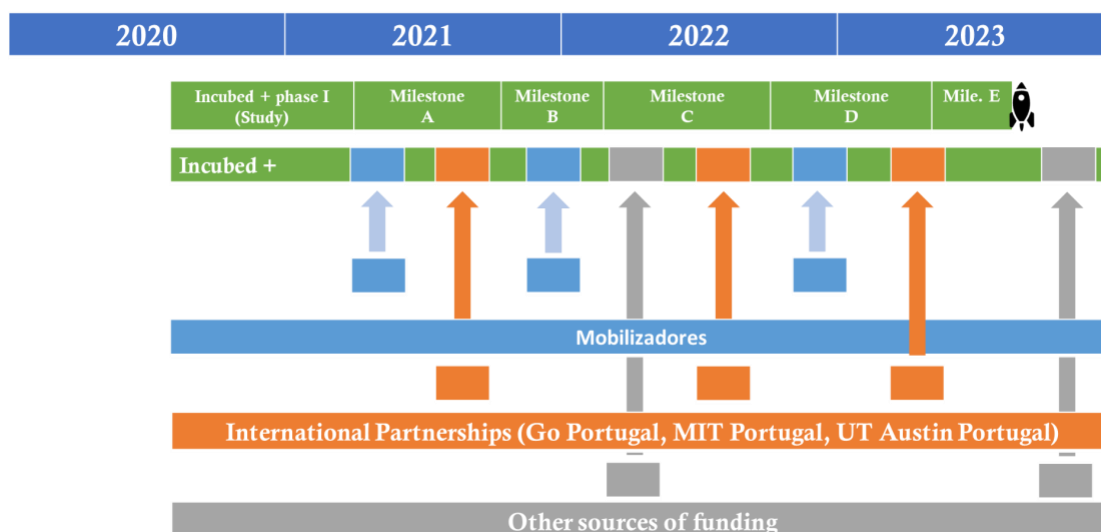 2020 2021 2022 2023
Incubed + phase I Milestone Milestone Milestone Milestone Mile. E
(Study) A B C D
Incubed +
Mobilizadores
International Partnerships (Go Portugal, MIT Portugal, UT Austin Portugal)
Other sources of funding